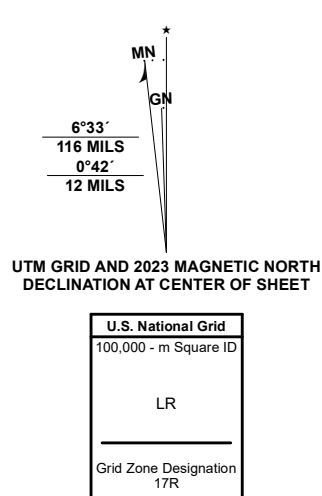 MN
GN
6°33´
116 MILS
0°42´
12 MILS
UTM GRID AND 2023 MAGNETIC NORTH
DECLINATION AT CENTER OF SHEET
U.S. National Grid
100,000 - m Square ID
LR
Grid Zone Designation
17R